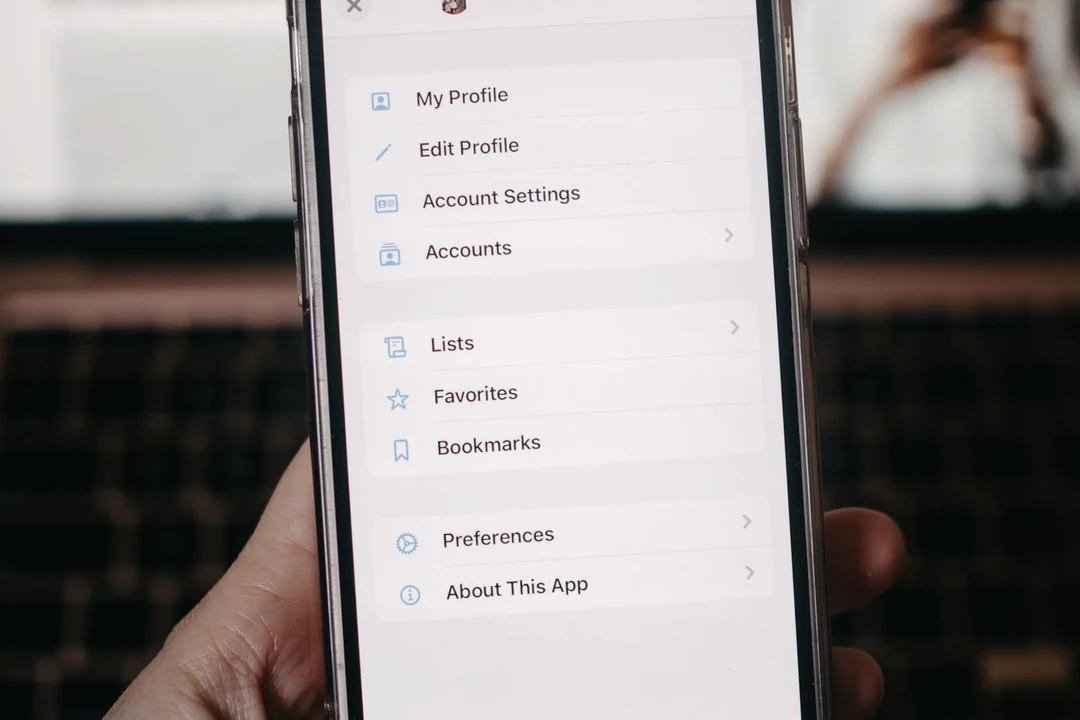 My Profile
Edit Profile
Account Settings
Accounts
Lists
Favorites
Bookmarks
Preferences
About This App